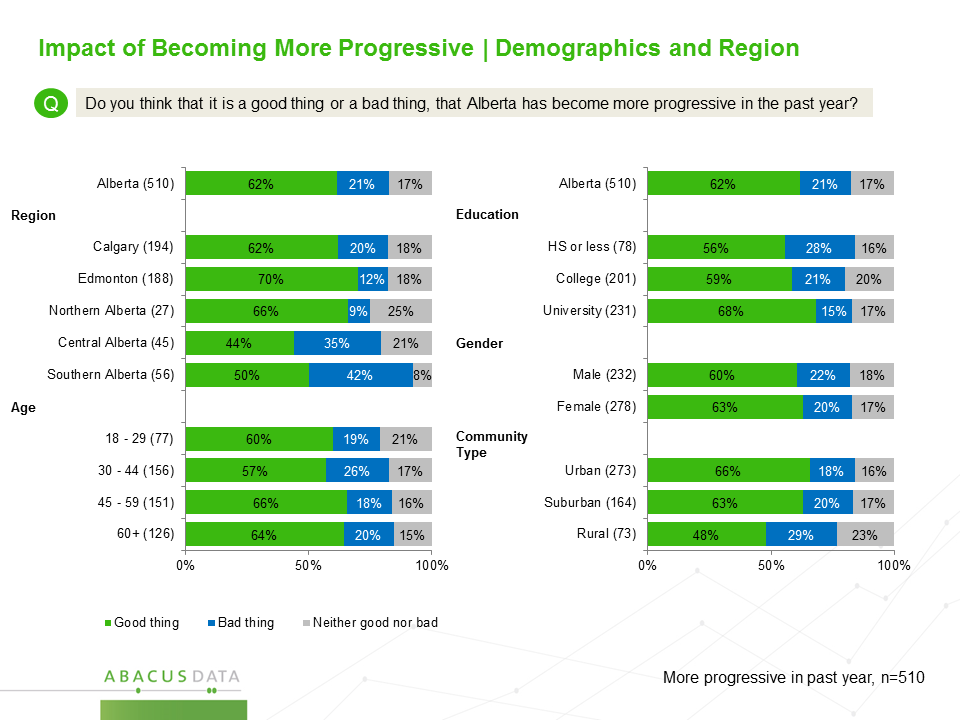 Impact of Becoming More Progressive | Demographics and Region
Q
Do you think that it is a good thing or a bad thing, that Alberta has become more progressive in the past year?
Alberta (510) 62% 21% 17%
Region
Calgary (194) 62% 20% 18%
Edmonton (188) 70% 12% 18%
Northern Alberta (27) 66% 9% 25%
Central Alberta (45) 44% 35% 21%
Southern Alberta (56) 50% 42% 8%
Age
18 - 29 (77) 60% 19% 21%
30 - 44 (156) 57% 26% 17%
45 - 59 (151) 66% 18% 16%
60+ (126) 64% 20% 15%
0% 50% 100%
Alberta (510) 62% 21% 17%
Education
HS or less (78) 56% 28% 16%
College (201) 59% 21% 20%
University (231) 68% 15% 17%
Gender
Male (232) 60% 22% 18%
Female (278) 63% 20% 17%
Community
Type
Urban (273) 66% 18% 16%
Suburban (164) 63% 20% 17%
Rural (73) 48% 29% 23%
0% 50% 100%
Good thing Bad thing Neither good nor bad
ABACUS DATA
More progressive in past year, n=510